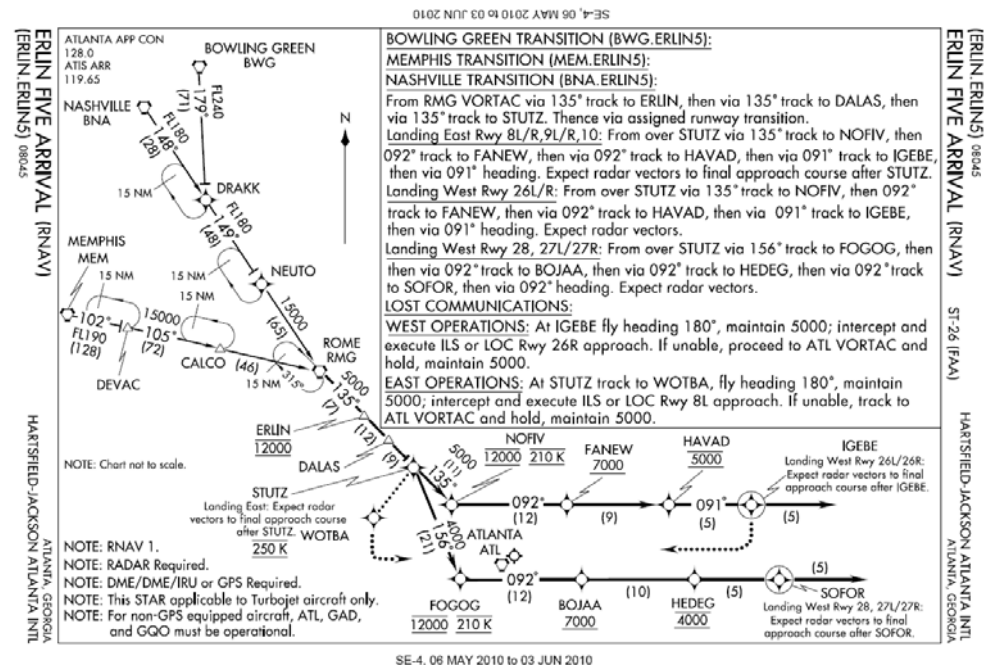 SE-4, 06 MAY 2010 to 03 JUN 2010
(ERLIN.ERLIN5) 08045
ERLIN FIVE ARRIVAL (RNAV)
ATLANTA APP CON
128.0
ATIS ARR
119.65
BOWLING GREEN
BWG
NASHVILLE
BNA
FL240
179°
(71)
FL180
148°
(28)
15 NM
DRAKK
FL180
149°
(48)
N
MEMPHIS
MEM
15 NM
15 NM
15 NM
NEUTO
15000
(65)
102°
FL190
(128)
15000
105°
(72)
DEVAC
CALCO
(46)
15 NM
315°
ROME
RMG
5000
135°
(7)
ERLIN
12000
(12)
DALAS
(9)
NOTE: Chart not to scale.
STUTZ
Landing East: Expect radar
vectors to final approach course
after STUTZ.
250 K
WOTBA
5000
(11)
135°
4000
156°
(21)
NOFIV
12000 210 K
092°
(12)
FANEW
7000
(9)
HAVAD
5000
091°
(5)
IGEBE
Landing West Rwy 26L/26R:
Expect radar vectors to final
approach course after IGEBE.
(5)
ATLANTA
ATL
FOGOG
12000 210 K
092°
(12)
BOJAA
7000
(10)
HEDEG
4000
(5)
(5)
SOFOR
Landing West Rwy 28, 27L/27R:
Expect radar vectors to final
approach course after SOFOR.
NOTE: RNAV 1.
NOTE: RADAR Required.
NOTE: DME/DME/IRU or GPS Required.
NOTE: This STAR applicable to Turbojet aircraft only.
NOTE: For non-GPS equipped aircraft, ATL, GAD,
and GQO must be operational.
BOWLING GREEN TRANSITION (BWG.ERLIN5):
MEMPHIS TRANSITION (MEM.ERLIN5):
NASHVILLE TRANSITION (BNA.ERLIN5):
From RMG VORTAC via 135° track to ERLIN, then via 135° track to DALAS, then
via 135° track to STUTZ. Thence via assigned runway transition.
Landing East Rwy 8L/R,9L/R,10: From over STUTZ via 135° track to NOFIV, then
092° track to FANEW, then via 092° track to HAVAD, then via 091° track to IGEBE,
then via 091° heading. Expect radar vectors to final approach course after STUTZ.
Landing West Rwy 26L/R: From over STUTZ via 135° track to NOFIV, then 092°
track to FANEW, then via 092° track to HAVAD, then via 091° track to IGEBE,
then via 091° heading. Expect radar vectors.
Landing West Rwy 28, 27L/27R: From over STUTZ via 156° track to FOGOG, then
then via 092° track to BOJAA, then via 092° track to HEDEG, then via 092° track
to SOFOR, then via 092° heading. Expect radar vectors.
LOST COMMUNICATIONS:
WEST OPERATIONS: At IGEBE fly heading 180°, maintain 5000; intercept and
execute ILS or LOC Rwy 26R approach. If unable, proceed to ATL VORTAC and
hold, maintain 5000.
EAST OPERATIONS: At STUTZ track to WOTBA, fly heading 180°, maintain
5000; intercept and execute ILS or LOC Rwy 8L approach. If unable, track to
ATL VORTAC and hold, maintain 5000.
HARTSFIELD-JACKSON ATLANTA INTL
ATLANTA, GEORGIA
(ERLIN.ERLIN5) 08045
ERLIN FIVE ARRIVAL (RNAV)
ST-26 (FAA)
HARTSFIELD-JACKSON ATLANTA INTL
ATLANTA, GEORGIA
SE-4, 06 MAY 2010 to 03 JUN 2010